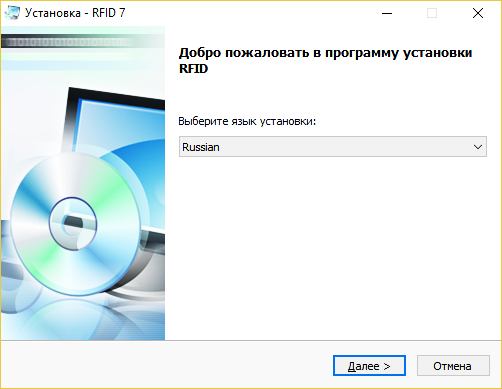 Установка - RFID 7
Добро пожаловать в программу установки
RFID
Выберите язык установки:
Russian
Далее >
Отмена